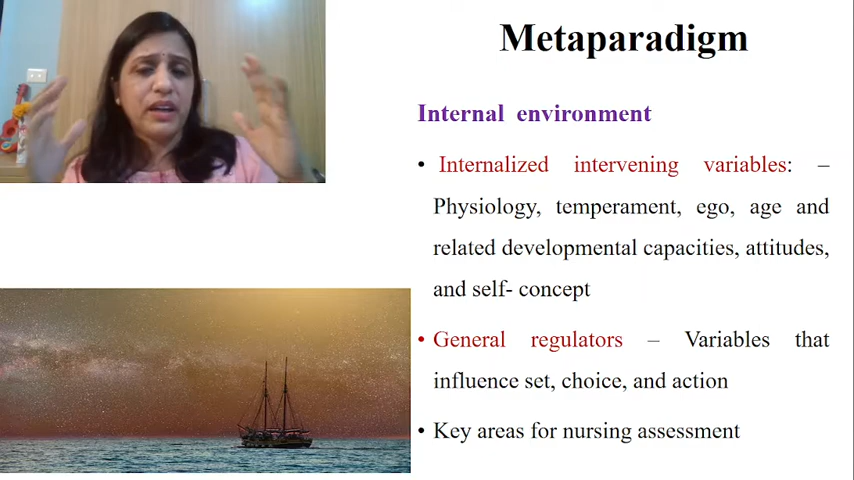 Metaparadigm
Internal environment
• Internalized intervening variables: –
Physiology, temperament, ego, age and
related developmental capacities, attitudes,
and self- concept
• General regulators – Variables that
influence set, choice, and action
• Key areas for nursing assessment